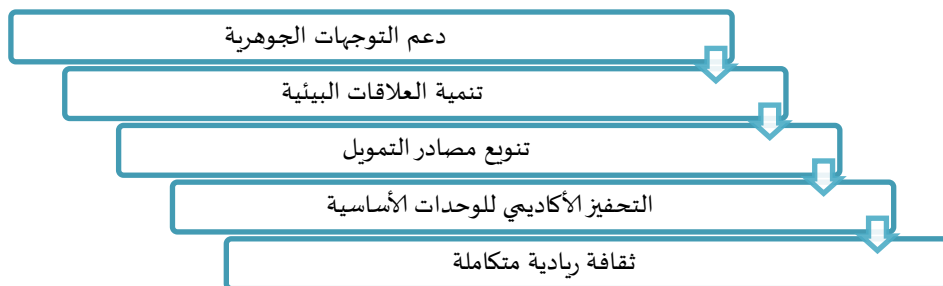 دعم التوجهات الجوهرية
تنمية العلاقات البيئية
تنويع مصادر التمويل
التحفيز الأكاديمي للوحدات الأساسية
ثقافة ريادية متكاملة